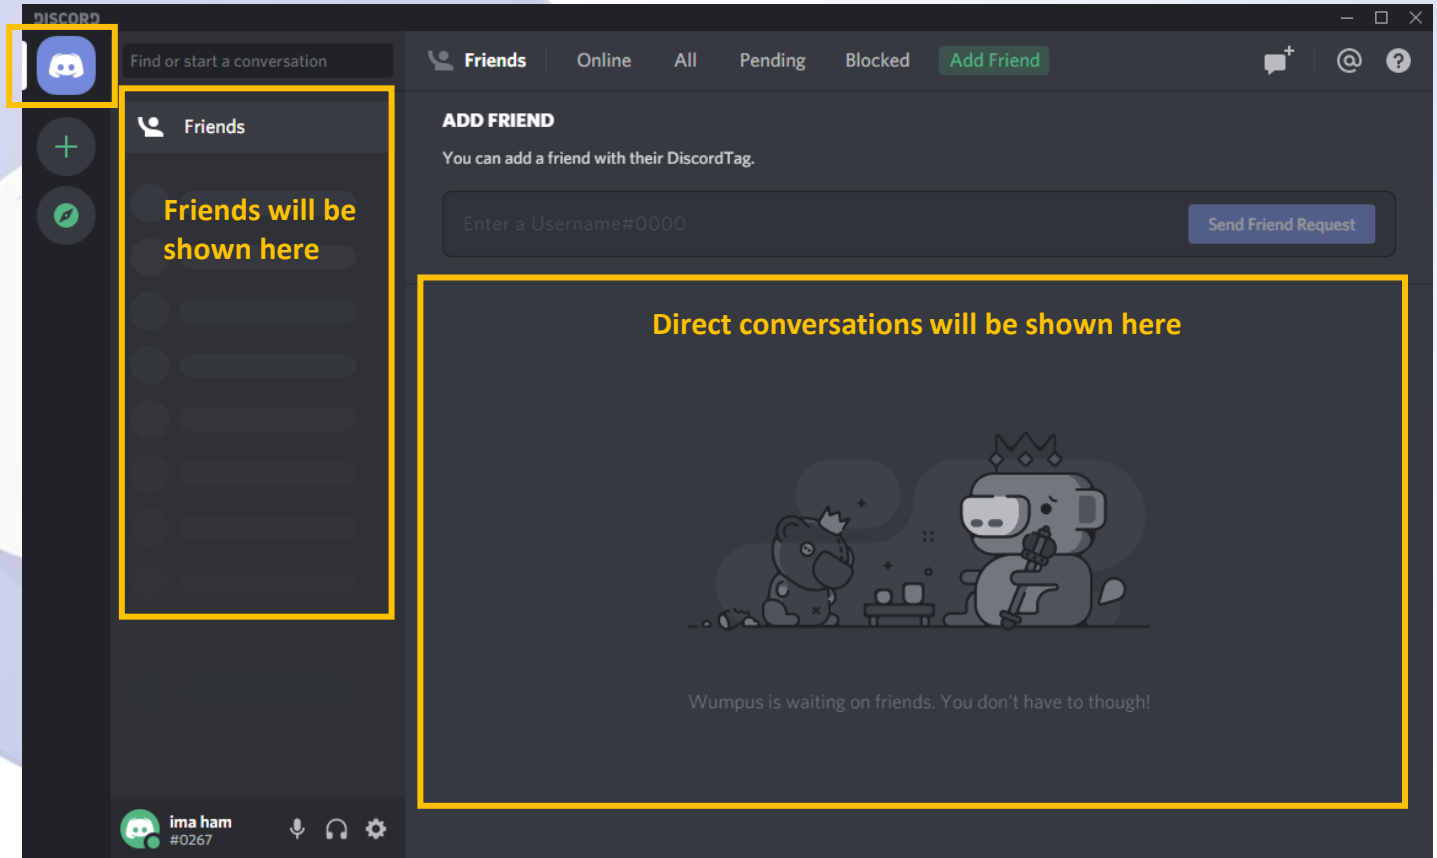 DISCORD
Find or start a conversation
Friends
Online
All
Pending
Blocked
Add Friend
Friends
ADD FRIEND
You can add a friend with their DiscordTag.
Enter a Username#0000
Send Friend Request
Friends will be
shown here
Direct conversations will be shown here
Wumpus is waiting on friends. You don't have to though!
ima ham
#0267